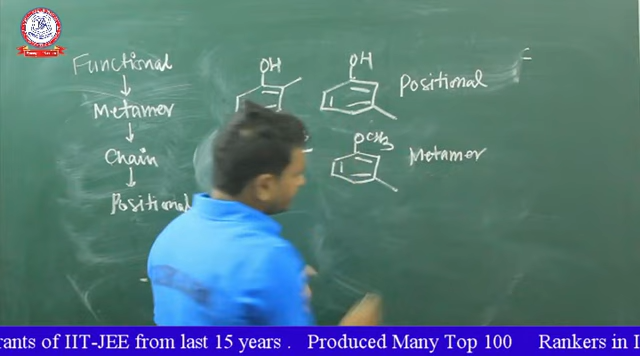 Functional
Metamer
Chain
Positional
OH
OH
Positional
OCH3
Metamer
rants of IIT-JEE from last 15 years . Produced Many Top 100 Rankers in I